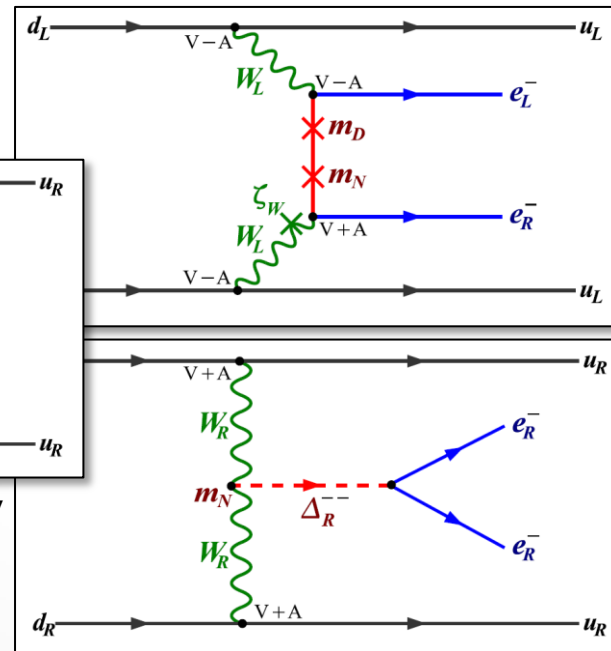 d_L V−A u_L
W_L V−A e_L^-
m_D
u_R
m_N
ζ_W
e_R^-
W_L V+A
V−A u_L
V+A u_R
W_R e_R^-
u_R
m_N Δ_R^{--}
W_R e_R^-
V+A
d_R u_R